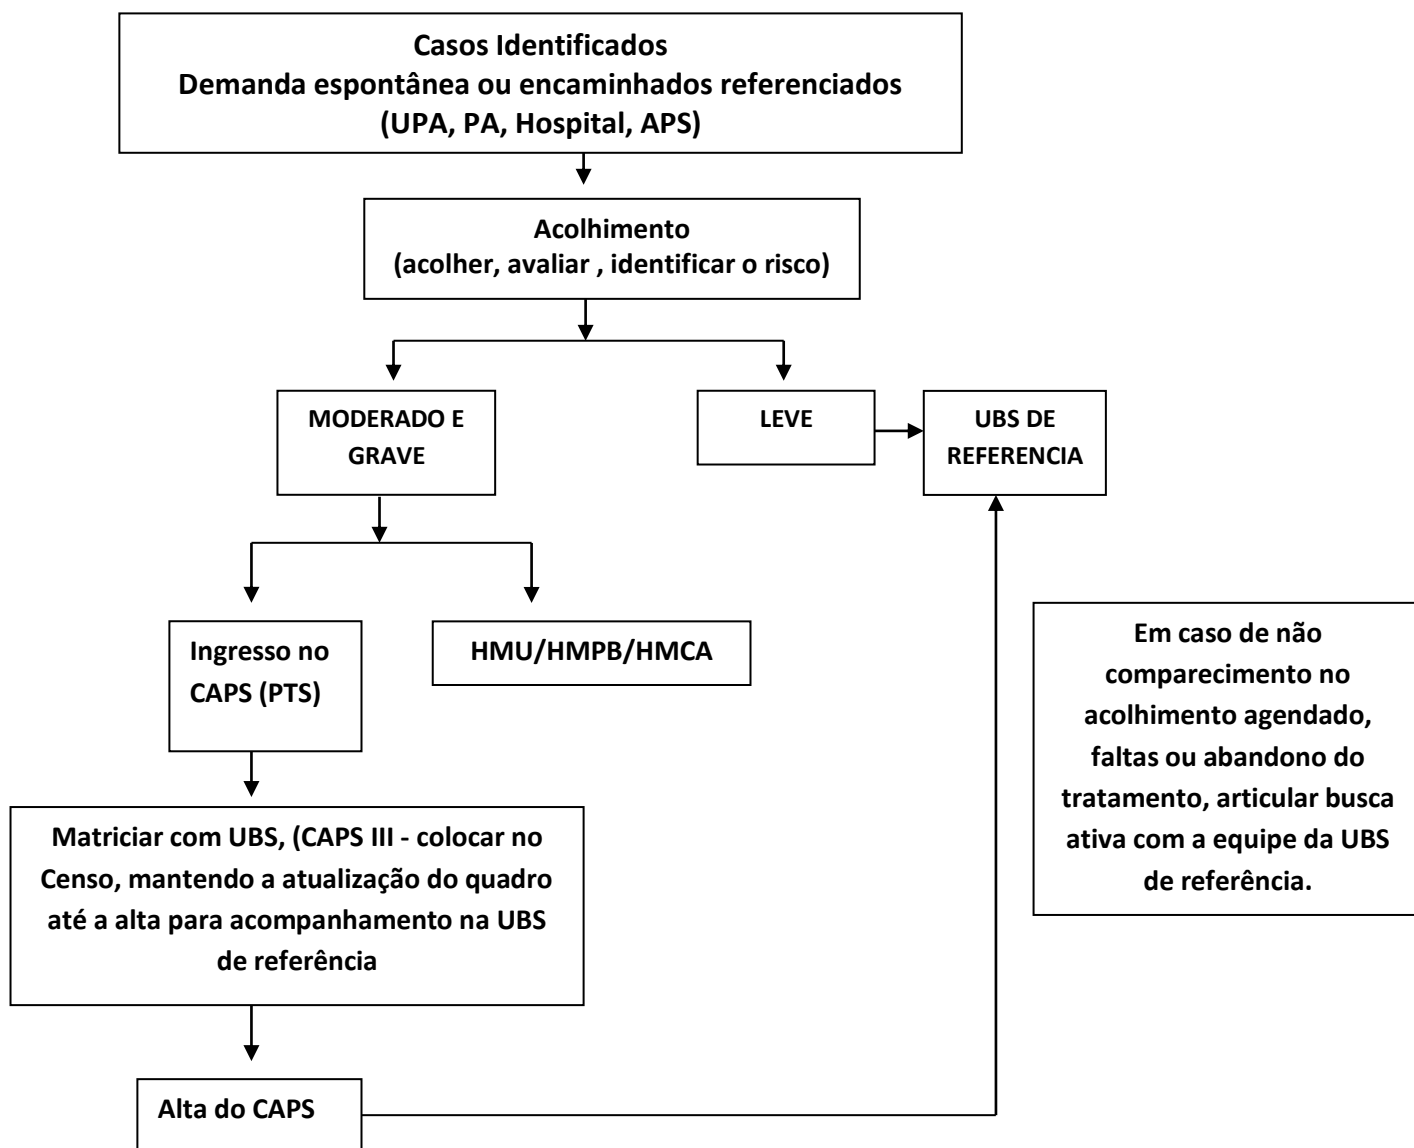 Casos Identificados
Demanda espontânea ou encaminhados referenciados
(UPA, PA, Hospital, APS)
Acolhimento
(acolher, avaliar , identificar o risco)
MODERADO E
GRAVE
LEVE
UBS DE
REFERENCIA
Ingresso no
CAPS (PTS)
HMU/HMPB/HMCA
Em caso de não
comparecimento no
acolhimento agendado,
faltas ou abandono do
tratamento, articular busca
ativa com a equipe da UBS
de referência.
Matriciar com UBS, (CAPS III - colocar no
Censo, mantendo a atualização do quadro
até a alta para acompanhamento na UBS
de referência
Alta do CAPS